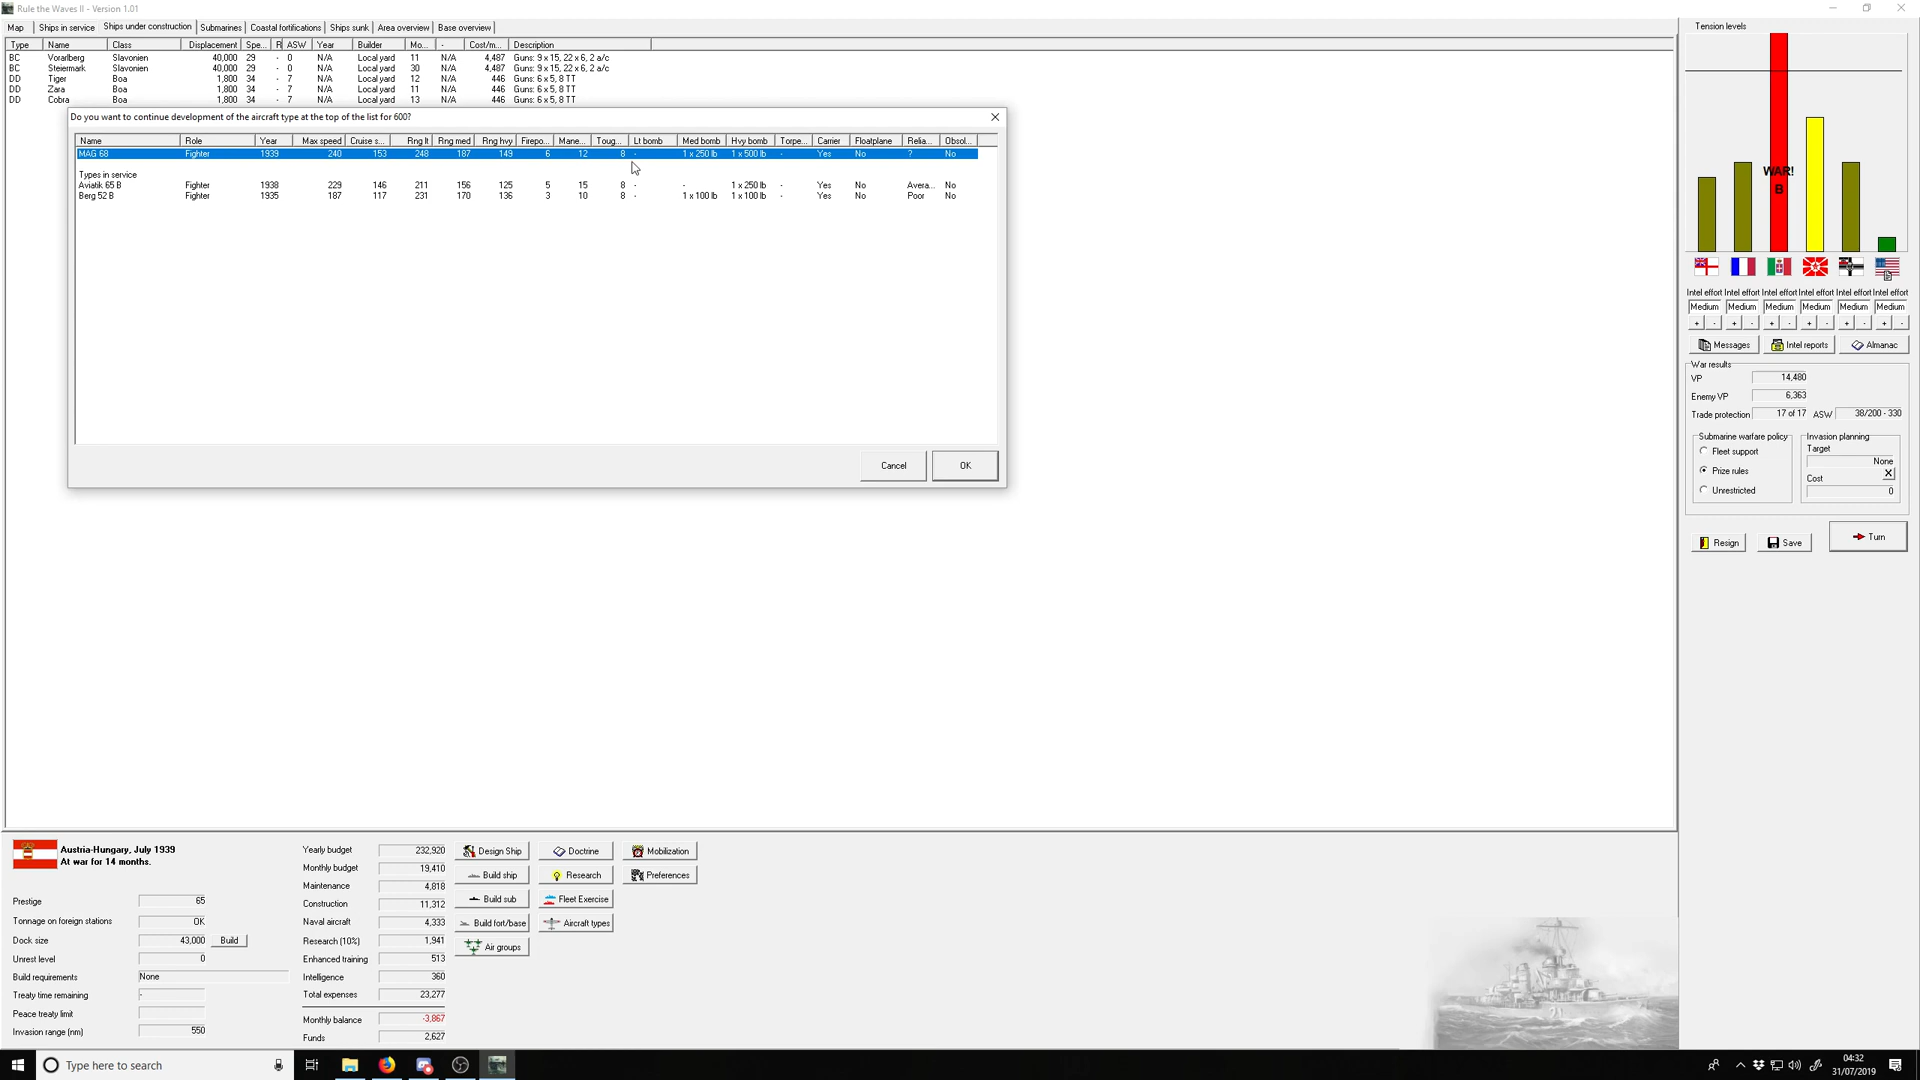 Rule the Waves II - Version 1.01
Map Ships in service Ships under construction Submarines Coastal fortifications Ships sunk Area overview Base overview
Type Name Class Displacement Spe... R ASW Year Builder Mo... - Cost/m... Description
BC Vorarlberg Slavonien 40,000 29 - 0 N/A Local yard 11 N/A 4,487 Guns: 9 x 15, 22 x 6, 2 a/c
BC Steiermark Slavonien 40,000 29 - 0 N/A Local yard 30 N/A 4,487 Guns: 9 x 15, 22 x 6, 2 a/c
DD Tiger Boa 1,800 34 - 7 N/A Local yard 12 N/A 446 Guns: 6 x 5, 8 TT
DD Zara Boa 1,800 34 - 7 N/A Local yard 11 N/A 446 Guns: 6 x 5, 8 TT
DD Cobra Boa 1,800 34 - 7 N/A Local yard 13 N/A 446 Guns: 6 x 5, 8 TT
Do you want to continue development of the aircraft type at the top of the list for 600?
Name Role Year Max speed Cruise s... Rng lt Rng med Rng hvy Firepo... Mane... Toug... Lt bomb Med bomb Hvy bomb Torpe... Carrier Floatplane Relia... Obsol...
MAG 68 Fighter 1939 240 153 248 187 149 6 12 8 - 1 x 250 lb 1 x 500 lb - Yes No ? No
Types in service
Aviatik 65 B Fighter 1938 229 146 211 156 125 5 15 8 - - 1 x 250 lb - Yes No Avera... No
Berg 52 B Fighter 1935 187 117 231 170 136 3 10 8 - 1 x 100 lb 1 x 100 lb - Yes No Poor No
Cancel OK
Tension levels
WAR!
B
Intel effort Intel effort Intel effort Intel effort Intel effort Intel effort
Medium Medium Medium Medium Medium Medium
+ - + - + - + - + - + -
Messages Intel reports Almanac
War results
VP 14,480
Enemy VP 6,363
Trade protection 17 of 17 ASW 38/200 - 330
Submarine warfare policy
Fleet support
Prize rules
Unrestricted
Invasion planning
Target
None
Cost X
0
Resign Save Turn
Austria-Hungary, July 1939
At war for 14 months.
Prestige 65
Tonnage on foreign stations OK
Dock size 43,000 Build
Unrest level 0
Build requirements None
Treaty time remaining -
Peace treaty limit
Invasion range (nm) 550
Yearly budget 232,920
Monthly budget 19,410
Maintenance 4,818
Construction 11,312
Naval aircraft 4,333
Research (10%) 1,941
Enhanced training 513
Intelligence 360
Total expenses 23,277
Monthly balance -3,867
Funds 2,627
Design Ship Doctrine Mobilization
Build ship Research Preferences
Build sub Fleet Exercise
Build fort/base Aircraft types
Air groups
71
Type here to search
04:32
31/07/2019